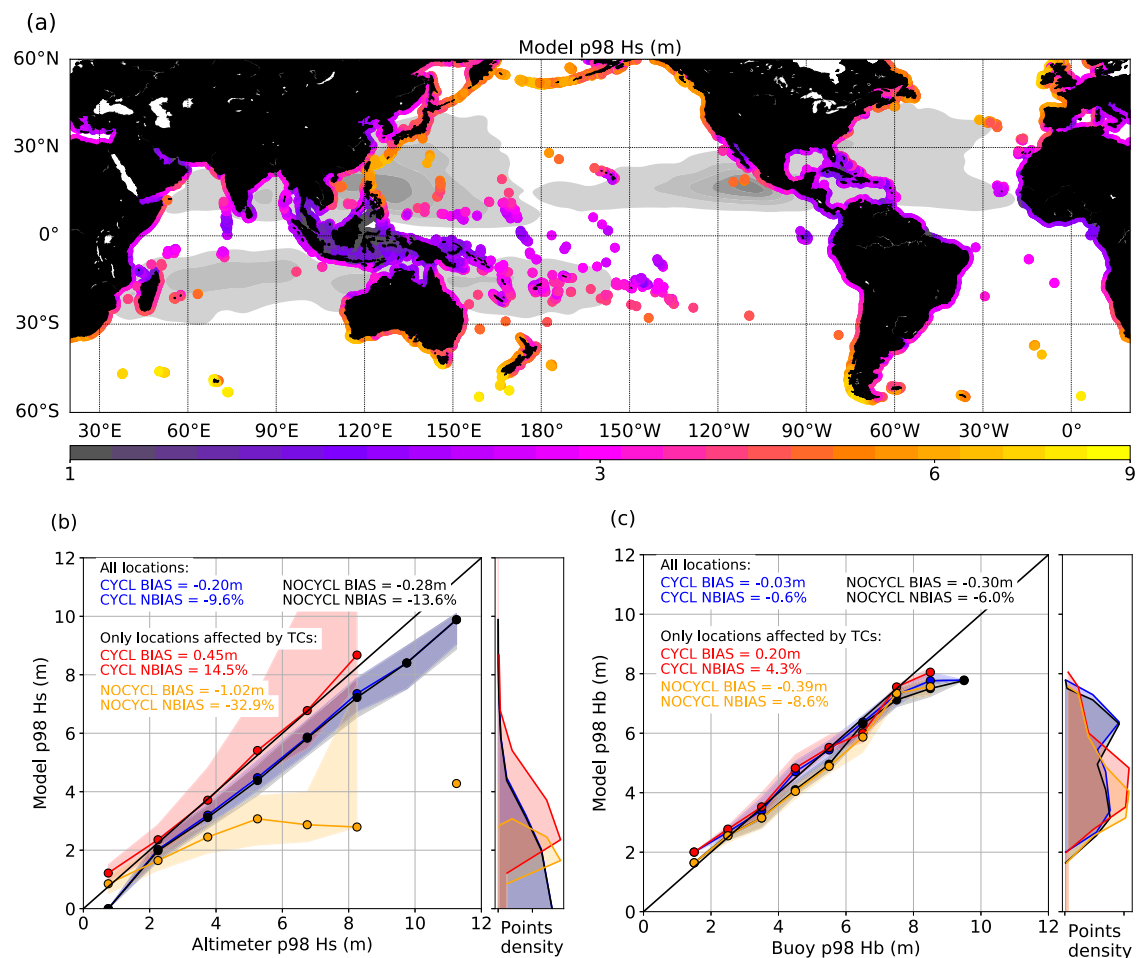 (a)
Model p98 Hs (m)
60°N
30°N
0°
30°S
60°S
30°E 60°E 90°E 120°E 150°E 180° 150°W 120°W 90°W 60°W 30°W 0°
1 3 6 9
(b)
12
10
8
6
4
2
0
Model p98 Hs (m)
All locations:
CYCL BIAS = -0.20m NOCYCL BIAS = -0.28m
CYCL NBIAS = -9.6% NOCYCL NBIAS = -13.6%
Only locations affected by TCs:
CYCL BIAS = 0.45m
CYCL NBIAS = 14.5%
NOCYCL BIAS = -1.02m
NOCYCL NBIAS = -32.9%
0 2 4 6 8 10 12
Altimeter p98 Hs (m)
Points
density
(c)
12
10
8
6
4
2
0
Model p98 Hb (m)
All locations:
CYCL BIAS = -0.03m NOCYCL BIAS = -0.30m
CYCL NBIAS = -0.6% NOCYCL NBIAS = -6.0%
Only locations affected by TCs:
CYCL BIAS = 0.20m
CYCL NBIAS = 4.3%
NOCYCL BIAS = -0.39m
NOCYCL NBIAS = -8.6%
0 2 4 6 8 10 12
Buoy p98 Hb (m)
Points
density